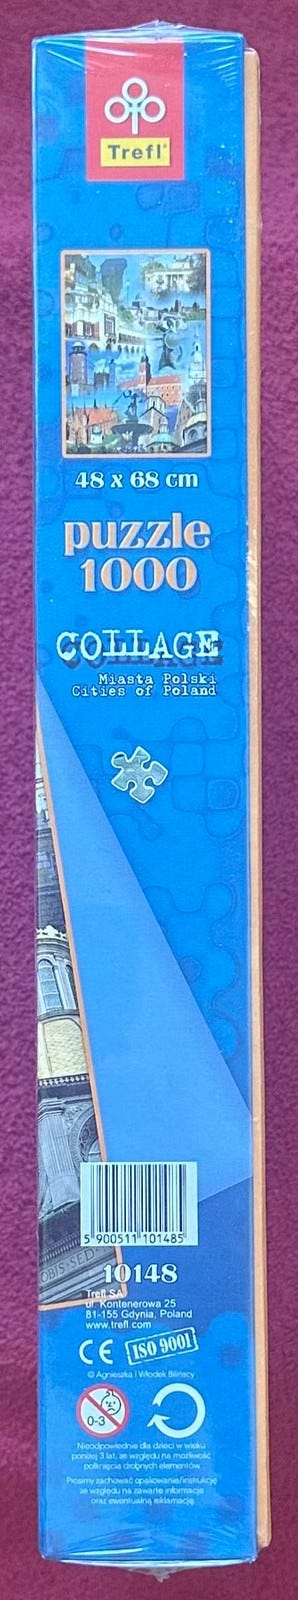 Trefl®
48 x 68 cm
puzzle
1000
COLLAGE
Miasta Polski
Cities of Poland
OBIS·SED
5 900511 101485
10148
Trefl SA
ul. Kontenerowa 25
81-155 Gdynia, Poland
www.trefl.com
CE ISO 9001
© Agnieszka i Włodek Bilińscy
0-3
Nieodpowiednie dla dzieci w wieku
poniżej 3 lat, ze względu na możliwość
połknięcia drobnych elementów.
Prosimy zachować opakowanie/instrukcję
ze względu na zawarte informacje
oraz ewentualną reklamację.